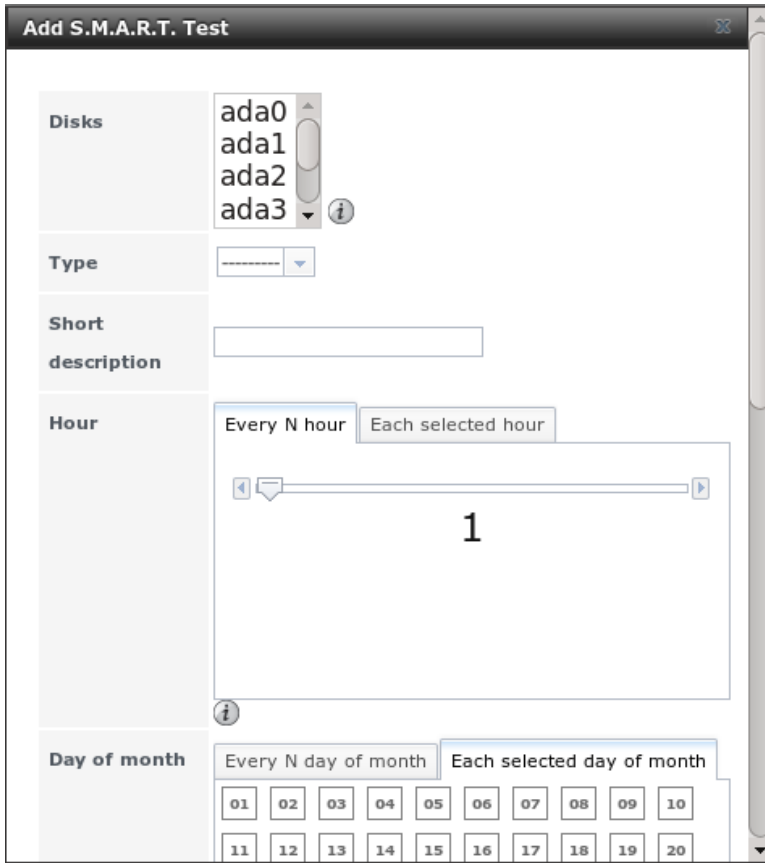 Add S.M.A.R.T. Test
Disks
ada0
ada1
ada2
ada3
Type
---------
Short
description
Hour
Every N hour
Each selected hour
1
Day of month
Every N day of month
Each selected day of month
01 02 03 04 05 06 07 08 09 10
11 12 13 14 15 16 17 18 19 20